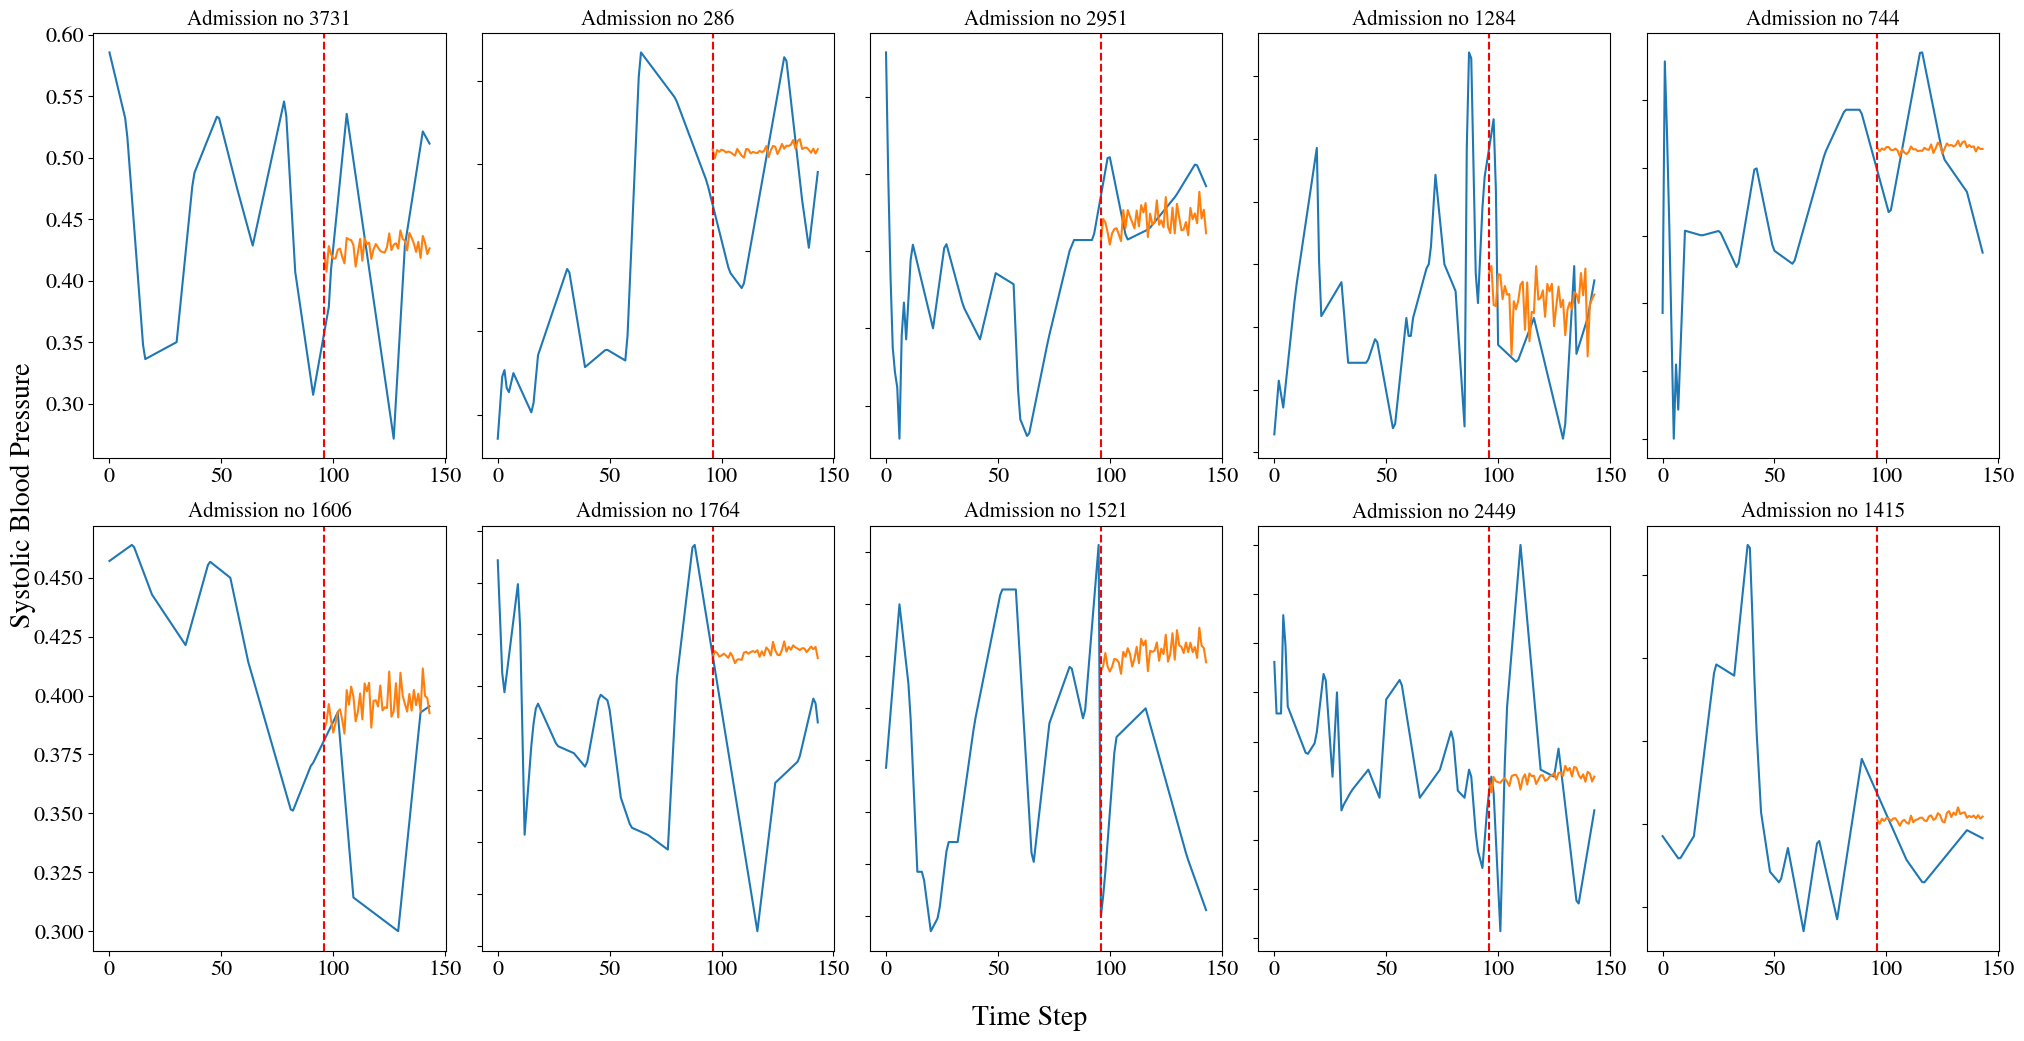 Admission no 3731
Admission no 286
Admission no 2951
Admission no 1284
Admission no 744
0.60
0.55
0.50
0.45
0.40
0.35
0.30
0 50 100 150
0 50 100 150
0 50 100 150
0 50 100 150
0 50 100 150
Systolic Blood Pressure
Admission no 1606
Admission no 1764
Admission no 1521
Admission no 2449
Admission no 1415
0.450
0.425
0.400
0.375
0.350
0.325
0.300
0 50 100 150
0 50 100 150
0 50 100 150
0 50 100 150
0 50 100 150
Time Step